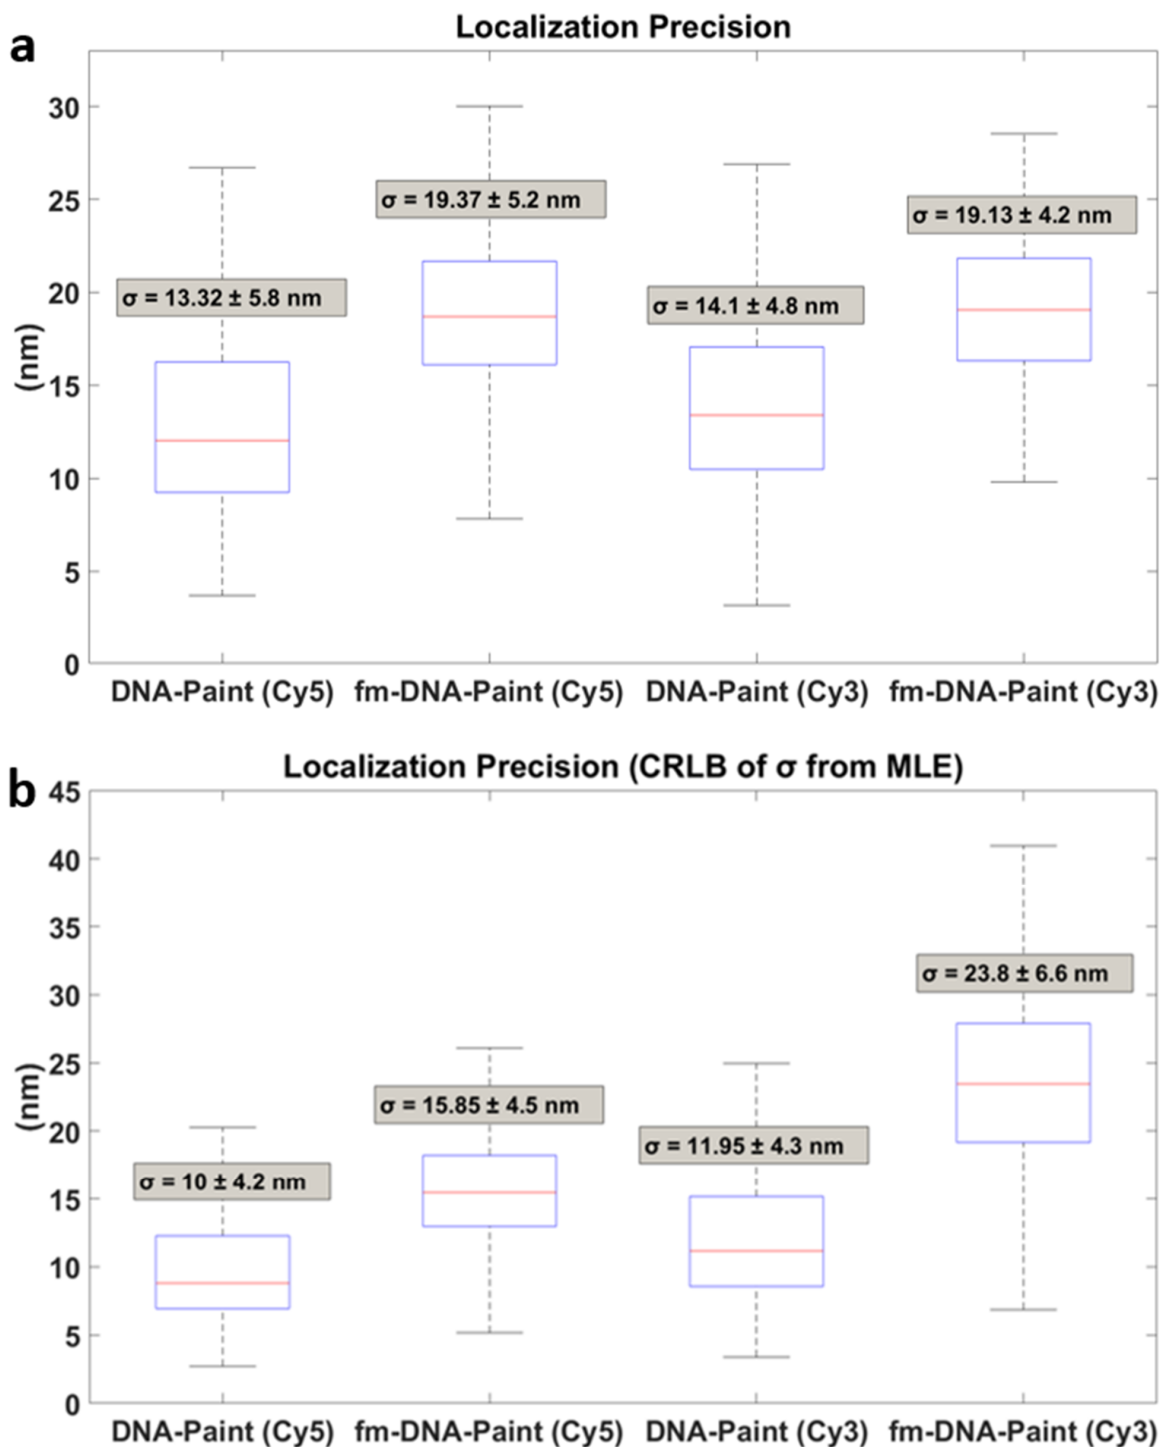 a
Localization Precision
30
25
20
15
10
5
0
(nm)
σ = 13.32 ± 5.8 nm
σ = 19.37 ± 5.2 nm
σ = 14.1 ± 4.8 nm
σ = 19.13 ± 4.2 nm
DNA-Paint (Cy5) fm-DNA-Paint (Cy5) DNA-Paint (Cy3) fm-DNA-Paint (Cy3)
b
Localization Precision (CRLB of σ from MLE)
45
40
35
30
25
20
15
10
5
0
(nm)
σ = 10 ± 4.2 nm
σ = 15.85 ± 4.5 nm
σ = 11.95 ± 4.3 nm
σ = 23.8 ± 6.6 nm
DNA-Paint (Cy5) fm-DNA-Paint (Cy5) DNA-Paint (Cy3) fm-DNA-Paint (Cy3)